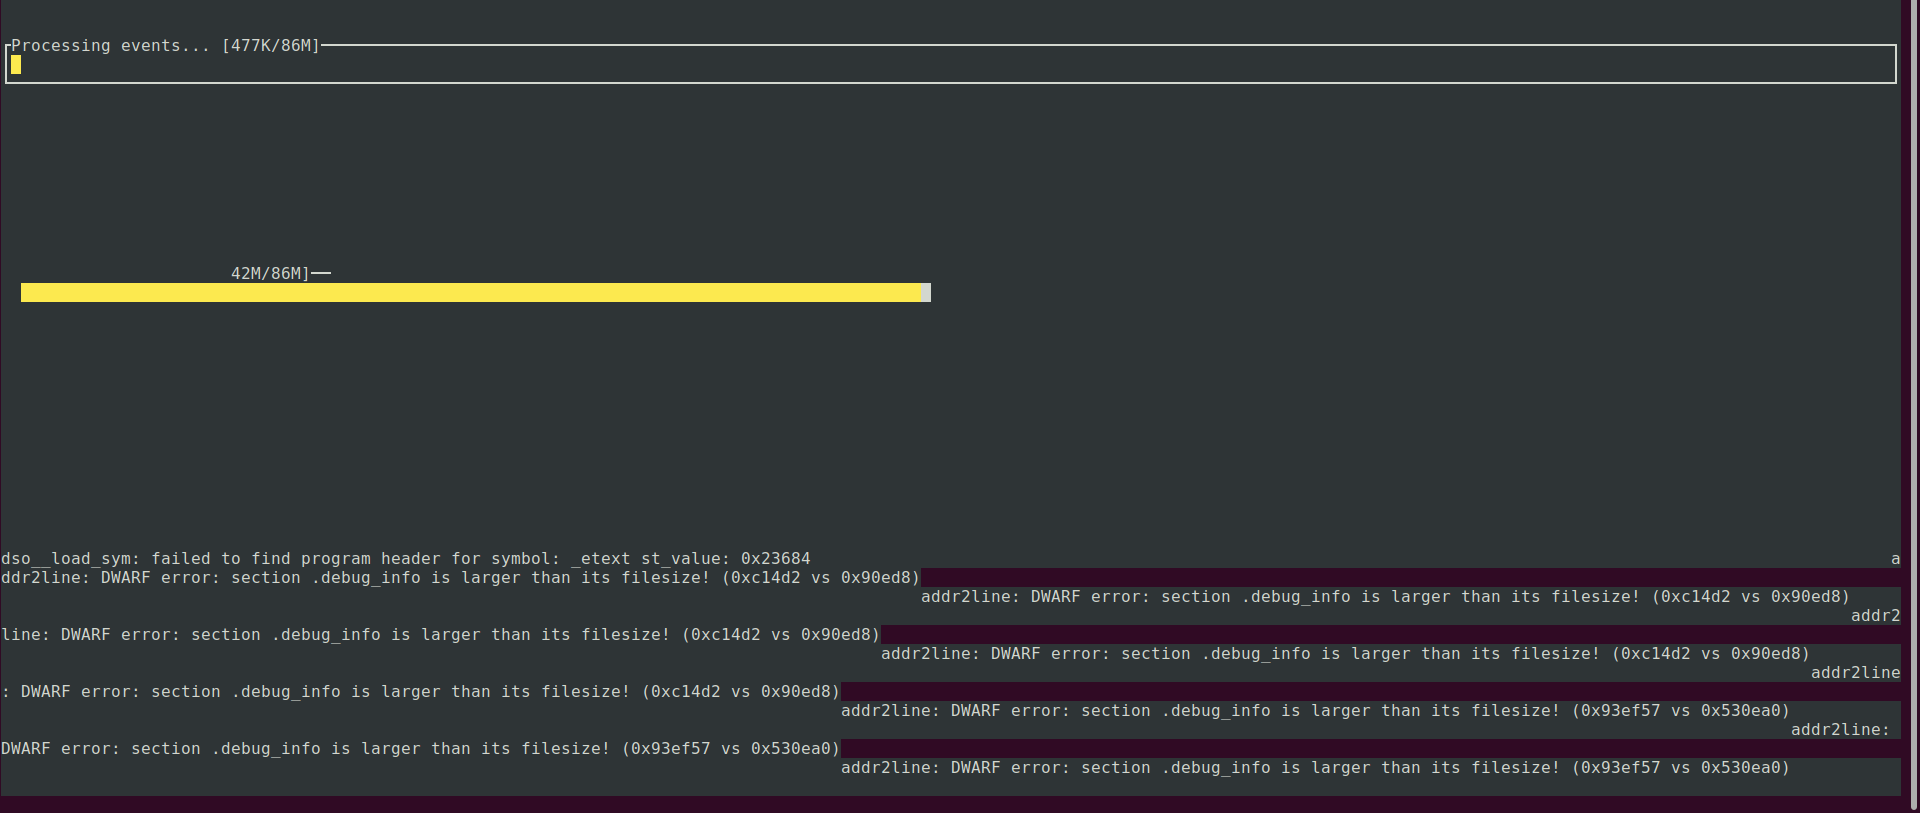 Processing events... [477K/86M]
42M/86M]
dso__load_sym: failed to find program header for symbol: _etext st_value: 0x23684 a
ddr2line: DWARF error: section .debug_info is larger than its filesize! (0xc14d2 vs 0x90ed8)
addr2line: DWARF error: section .debug_info is larger than its filesize! (0xc14d2 vs 0x90ed8)
addr2
line: DWARF error: section .debug_info is larger than its filesize! (0xc14d2 vs 0x90ed8)
addr2line: DWARF error: section .debug_info is larger than its filesize! (0xc14d2 vs 0x90ed8)
addr2line
: DWARF error: section .debug_info is larger than its filesize! (0xc14d2 vs 0x90ed8)
addr2line: DWARF error: section .debug_info is larger than its filesize! (0x93ef57 vs 0x530ea0)
addr2line:
DWARF error: section .debug_info is larger than its filesize! (0x93ef57 vs 0x530ea0)
addr2line: DWARF error: section .debug_info is larger than its filesize! (0x93ef57 vs 0x530ea0)